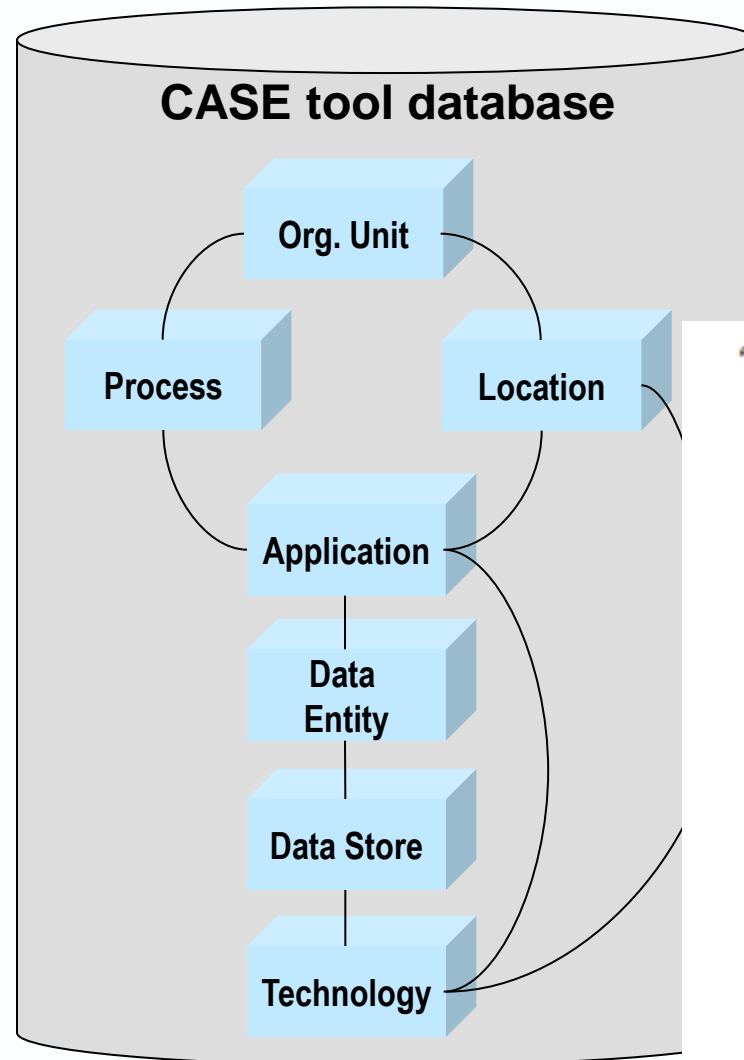 CASE tool database
Org. Unit
Process
Location
Application
Data
Entity
Data Store
Technology